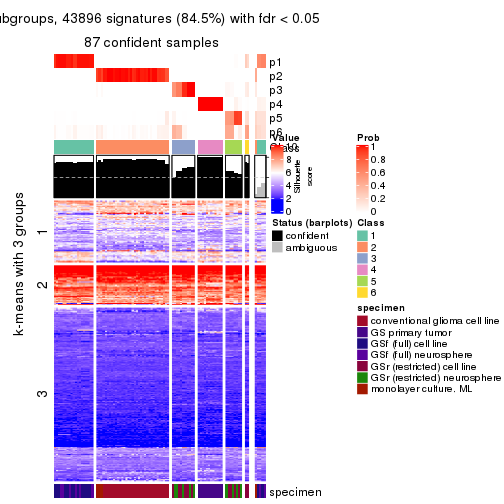 ubgroups, 43896 signatures (84.5%) with fdr < 0.05
87 confident samples
p1
p2
p3
p4
p5
p6
Class
k-means with 3 groups
1
2
3
Silhouette
score
Value
10
8
6
4
2
0
Status (barplots)
confident
ambiguous
Prob
1
0.8
0.6
0.4
0.2
0
Class
1
2
3
4
5
6
specimen
conventional glioma cell line
GS primary tumor
GSf (full) cell line
GSf (full) neurosphere
GSr (restricted) cell line
GSr (restricted) neurosphere
monolayer culture, ML
specimen